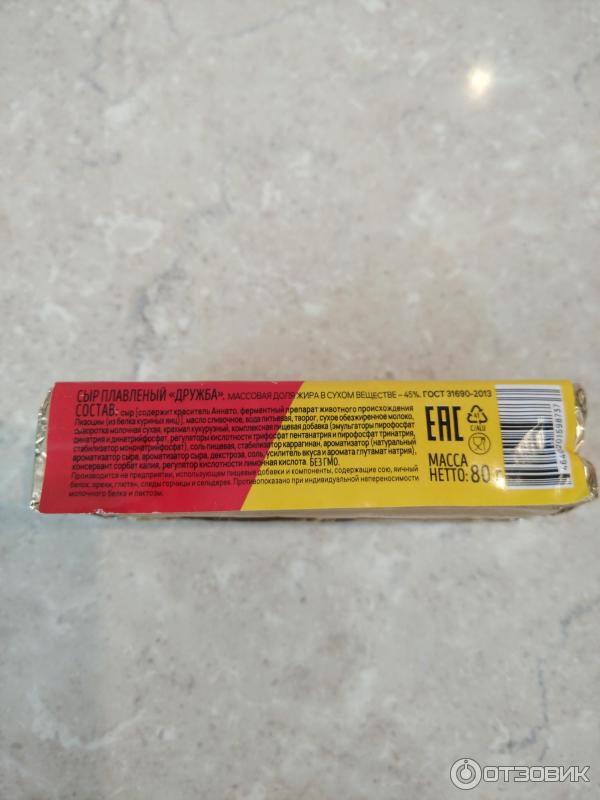 СЫР ПЛАВЛЕНЫЙ «ДРУЖБА». МАССОВАЯ ДОЛЯ ЖИРА В СУХОМ ВЕЩЕСТВЕ – 45%. ГОСТ 31690-2013
СОСТАВ: сыр (содержит краситель Аннато, ферментный препарат животного происхождения
Лизоцим (из белка куриных яиц)), масло сливочное, вода питьевая, творог, сухое обезжиренное молоко,
сыворотка молочная сухая, крахмал кукурузный, комплексная пищевая добавка (эмульгаторы пирофосфат
динатрия и динатрийфосфат, регуляторы кислотности трифосфат пентанатрия и пирофосфат тринатрия,
стабилизатор мононатрийфосфат), соль пищевая, стабилизатор каррагинан, ароматизатор (натуральный
ароматизатор сыра, ароматизатор сыра, декстроза, соль, усилитель вкуса и аромата глутамат натрия),
консервант сорбат калия, регулятор кислотности лимонная кислота. БЕЗ ГМО.
Произведено на предприятии, использующем пищевые добавки и компоненты, содержащие сою, яичный
белок, орехи, глютен, следы горчицы и сельдерея. Противопоказано при индивидуальной непереносимости
молочного белка и лактозы.
EAC
41
C/ALU
МАССА
НЕТТО: 80 г
ОТЗОВИК